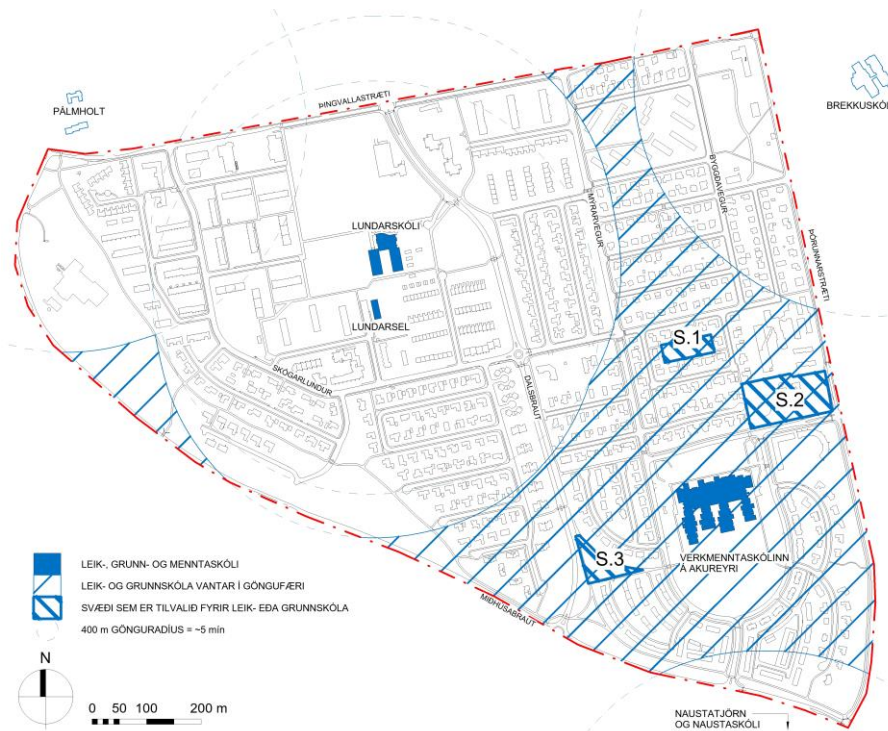 PÁLMHOLT
ÞINGVALLASTRÆTI
BREKKUSKÓL
LUNDARSKÓLI
MÝRARVEGUR
BYGGÐAVEGUR
ÞÓRUNNARSTRÆTI
LUNDARSEL
SKÓGARLUNDUR
DALSBRAUT
S.1
S.2
S.3
VERKMENNTASKÓLINN
Á AKUREYRI
MIÐHÚSABRAUT
LEIK-, GRUNN- OG MENNTASKÓLI
LEIK- OG GRUNNSKÓLA VANTAR Í GÖNGUFÆRI
SVÆÐI SEM ER TILVALIÐ FYRIR LEIK- EÐA GRUNNSKÓLA
400 m GÖNGURADÍUS = ~5 mín
N
0 50 100 200 m
NAUSTATJÖRN
OG NAUSTASKÓLI